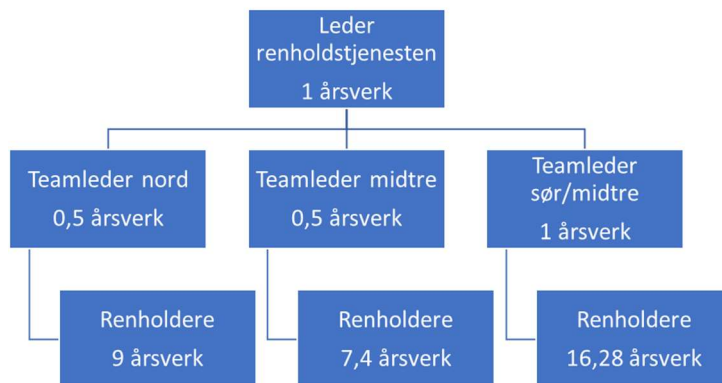 Leder
renholdstjenesten
1 årsverk
Teamleder nord
0,5 årsverk
Teamleder midtre
0,5 årsverk
Teamleder
sør/midtre
1 årsverk
Renholdere
9 årsverk
Renholdere
7,4 årsverk
Renholdere
16,28 årsverk